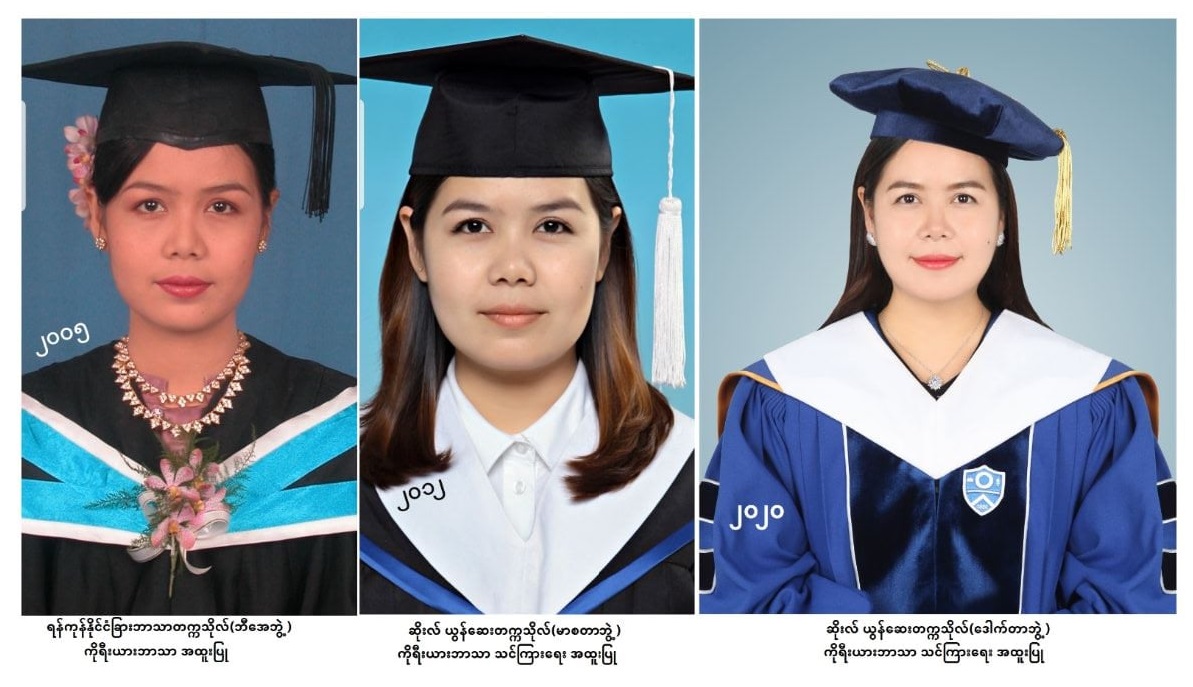 ၂၀၀၅
၂၀၁၂
၂၀၂၀
ရန်ကုန်နိုင်ငံခြားဘာသာတက္ကသိုလ်(ဘီအေဘွဲ့)
ကိုရီးယားဘာသာ အထူးပြု
ဆိုးလ် ယွန်ဆေးတက္ကသိုလ်(မာစတာဘွဲ့)
ကိုရီးယားဘာသာ သင်ကြားရေး အထူးပြု
ဆိုးလ် ယွန်ဆေးတက္ကသိုလ်(ဒေါက်တာဘွဲ့)
ကိုရီးယားဘာသာ သင်ကြားရေး အထူးပြု